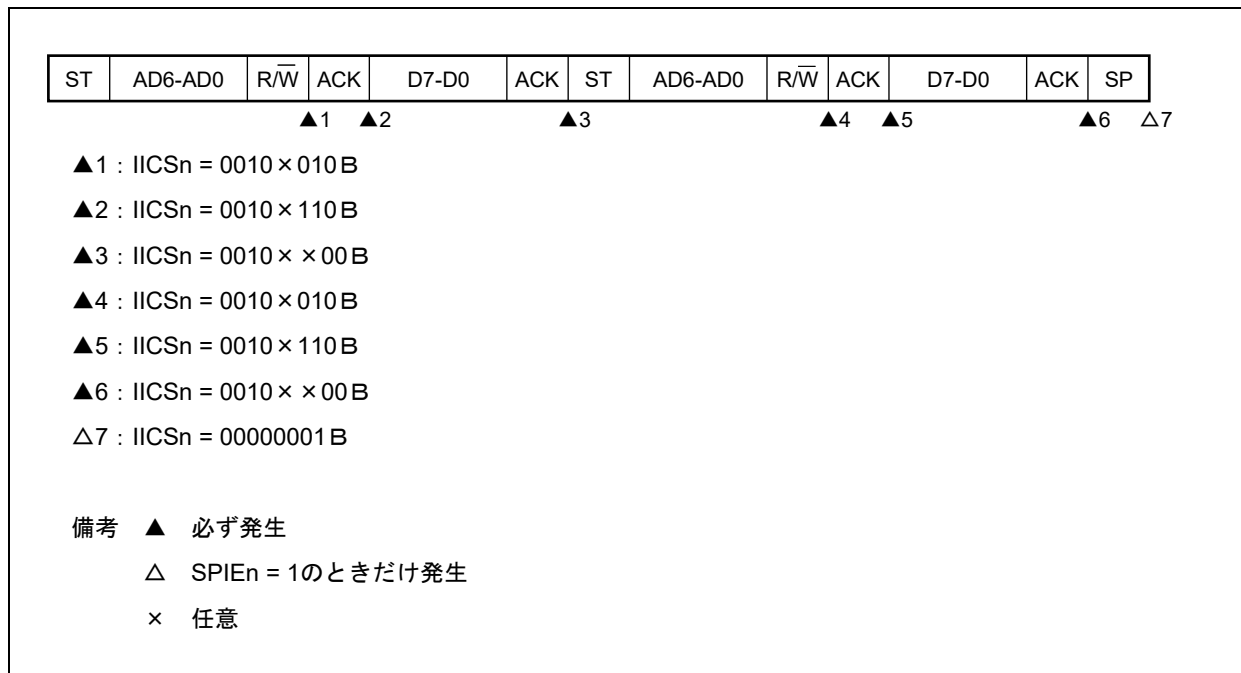 ST AD6-AD0 R/W̅ ACK D7-D0 ACK ST AD6-AD0 R/W̅ ACK D7-D0 ACK SP
▲1 ▲2 ▲3 ▲4 ▲5 ▲6 △7
▲1：IICSn = 0010×010B
▲2：IICSn = 0010×110B
▲3：IICSn = 0010××00B
▲4：IICSn = 0010×010B
▲5：IICSn = 0010×110B
▲6：IICSn = 0010××00B
△7：IICSn = 00000001B
備考 ▲ 必ず発生
△ SPIEn = 1のときだけ発生
× 任意